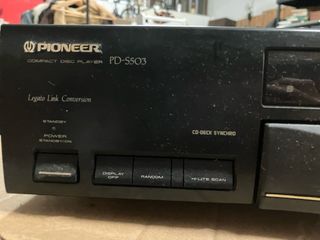 PIONEER
COMPACT DISC PLAYER PD-S503
Legato Link Conversion
STANDBY
POWER
STANDBY/ON
CD-DECK SYNCHRO
DISPLAY OFF
RANDOM
HI-LITE SCAN